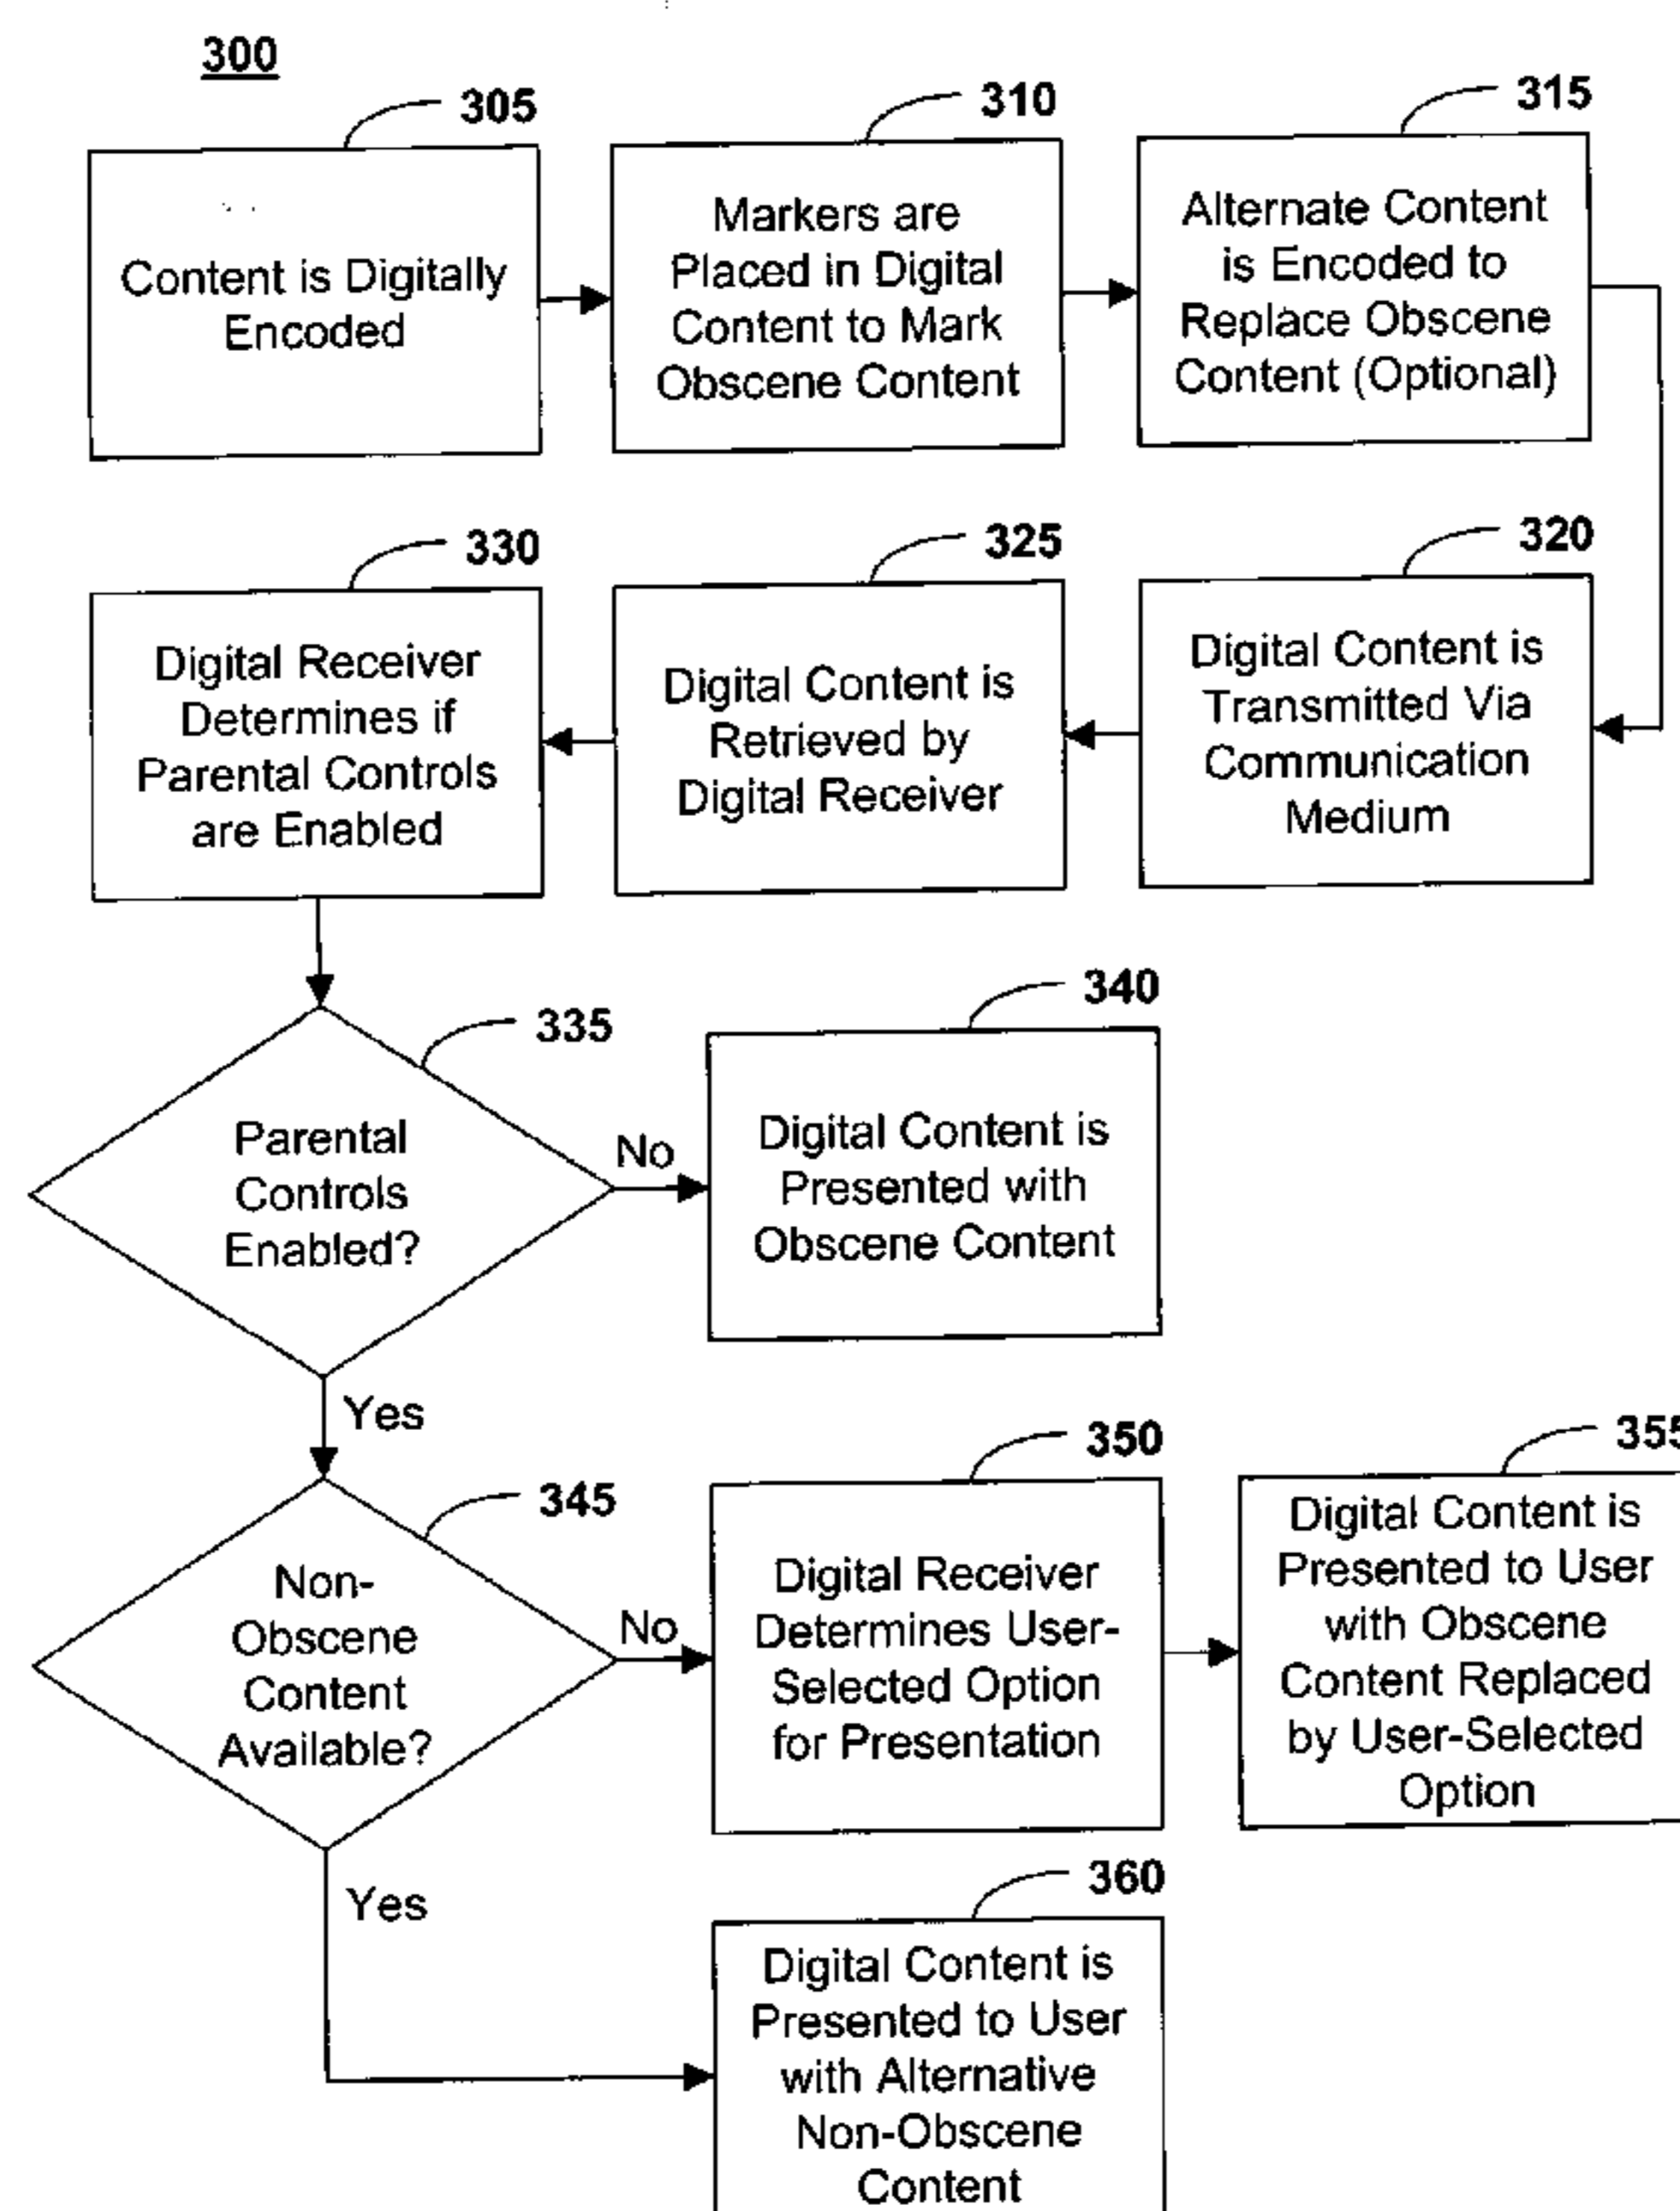 300
305
Content is Digitally
Encoded
310
Markers are
Placed in Digital
Content to Mark
Obscene Content
315
Alternate Content
is Encoded to
Replace Obscene
Content (Optional)
330
Digital Receiver
Determines if
Parental Controls
are Enabled
325
Digital Content is
Retrieved by
Digital Receiver
320
Digital Content is
Transmitted Via
Communication
Medium
335
Parental
Controls
Enabled?
No
340
Digital Content is
Presented with
Obscene Content
Yes
345
Non-
Obscene
Content
Available?
No
350
Digital Receiver
Determines User-
Selected Option
for Presentation
355
Digital Content is
Presented to User
with Obscene
Content Replaced
by User-Selected
Option
Yes
360
Digital Content is
Presented to User
with Alternative
Non-Obscene
Content